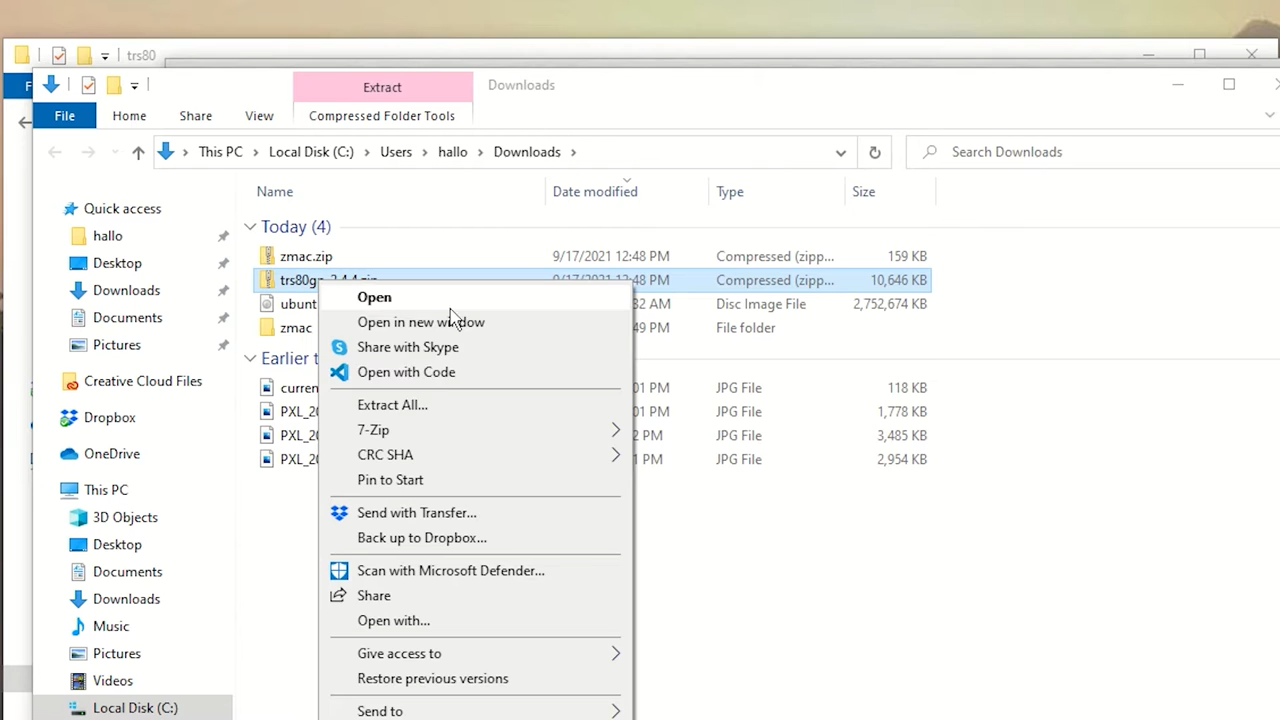 trs80
F
Extract
Downloads
File
Home
Share
View
Compressed Folder Tools
This PC
Local Disk (C:)
Users
hallo
Downloads
Search Downloads
Name
Date modified
Type
Size
Quick access
hallo
Desktop
Downloads
Documents
Pictures
Creative Cloud Files
Dropbox
OneDrive
This PC
3D Objects
Desktop
Documents
Downloads
Music
Pictures
Videos
Local Disk (C:)
Today (4)
zmac.zip 9/17/2021 12:48 PM Compressed (zipp... 159 KB
9/17/2021 12:48 PM Compressed (zipp... 10,646 KB
ubunt 32 AM Disc Image File 2,752,674 KB
zmac 49 PM File folder
Earlier t
curren 01 PM JPG File 118 KB
PXL_20 01 PM JPG File 1,778 KB
PXL_20 2 PM JPG File 3,485 KB
PXL_20 1 PM JPG File 2,954 KB
Open
Open in new window
Share with Skype
Open with Code
Extract All...
7-Zip
CRC SHA
Pin to Start
Send with Transfer...
Back up to Dropbox...
Scan with Microsoft Defender...
Share
Open with...
Give access to
Restore previous versions
Send to